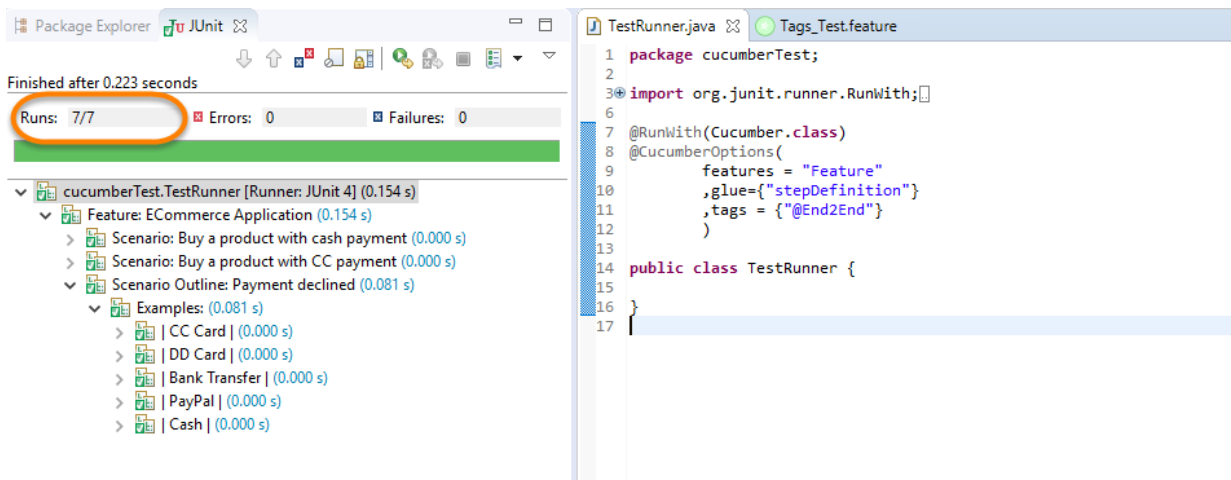 Package Explorer JUnit
Finished after 0.223 seconds
Runs: 7/7 Errors: 0 Failures: 0
cucumberTest.TestRunner [Runner: JUnit 4] (0.154 s)
Feature: ECommerce Application (0.154 s)
Scenario: Buy a product with cash payment (0.000 s)
Scenario: Buy a product with CC payment (0.000 s)
Scenario Outline: Payment declined (0.081 s)
Examples: (0.081 s)
| CC Card | (0.000 s)
| DD Card | (0.000 s)
| Bank Transfer | (0.000 s)
| PayPal | (0.000 s)
| Cash | (0.000 s)
TestRunner.java Tags_Test.feature
1 package cucumberTest;
2
3 import org.junit.runner.RunWith;
6
7 @RunWith(Cucumber.class)
8 @CucumberOptions(
9 features = "Feature"
10 ,glue={"stepDefinition"}
11 ,tags = {"@End2End"}
12 )
13
14 public class TestRunner {
15
16 }
17